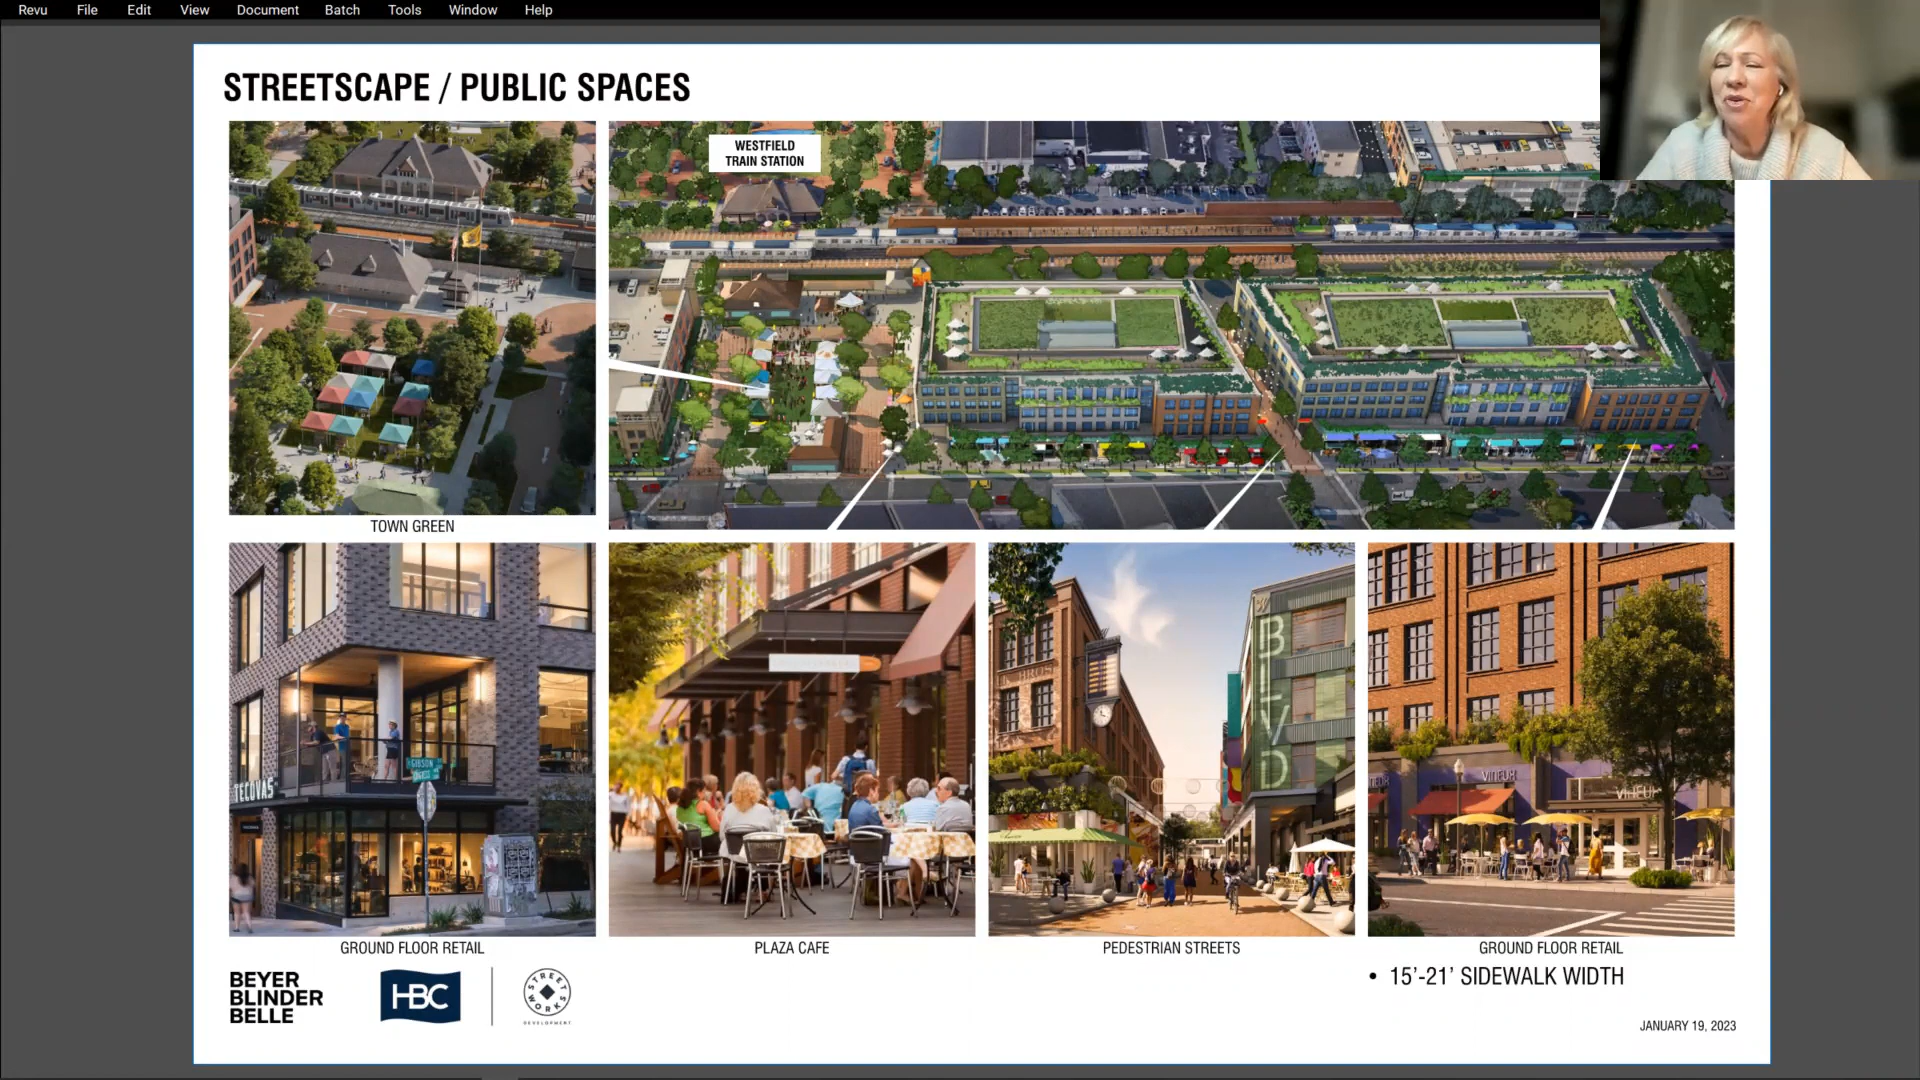 Revu File Edit View Document Batch Tools Window Help
STREETSCAPE / PUBLIC SPACES
WESTFIELD
TRAIN STATION
TOWN GREEN
TECOVAS
GIBSON
BLVD
VINEUX
GROUND FLOOR RETAIL
PLAZA CAFE
PEDESTRIAN STREETS
GROUND FLOOR RETAIL
• 15’-21’ SIDEWALK WIDTH
BEYER
BLINDER
BELLE
HBC
STREET
WORKS
DEVELOPMENT
JANUARY 19, 2023